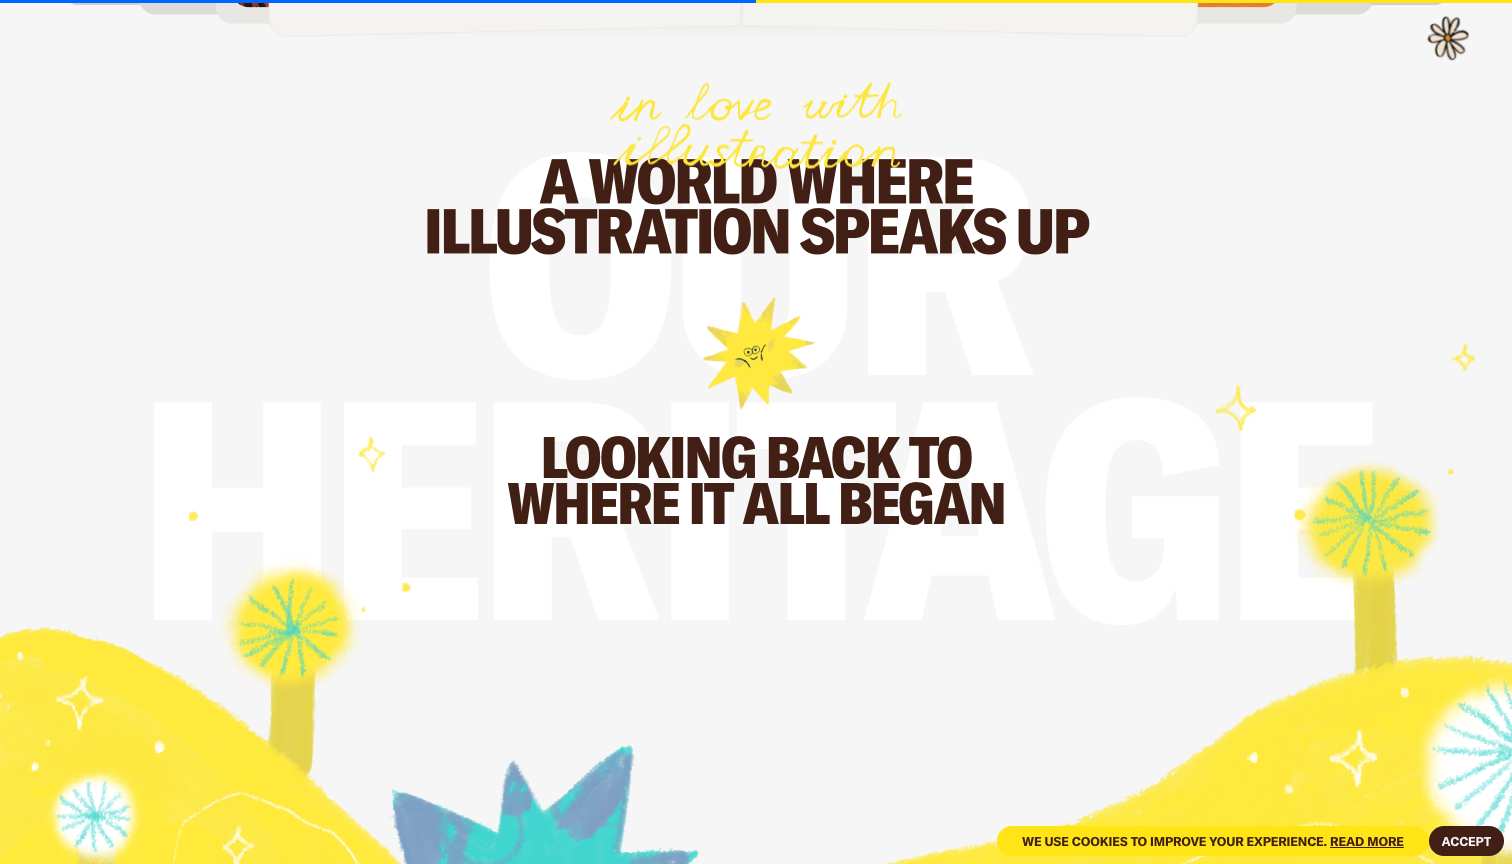 in love with
illustration
A WORLD WHERE
ILLUSTRATION SPEAKS UP
OUR
HERITAGE
LOOKING BACK TO
WHERE IT ALL BEGAN
WE USE COOKIES TO IMPROVE YOUR EXPERIENCE. READ MORE
ACCEPT